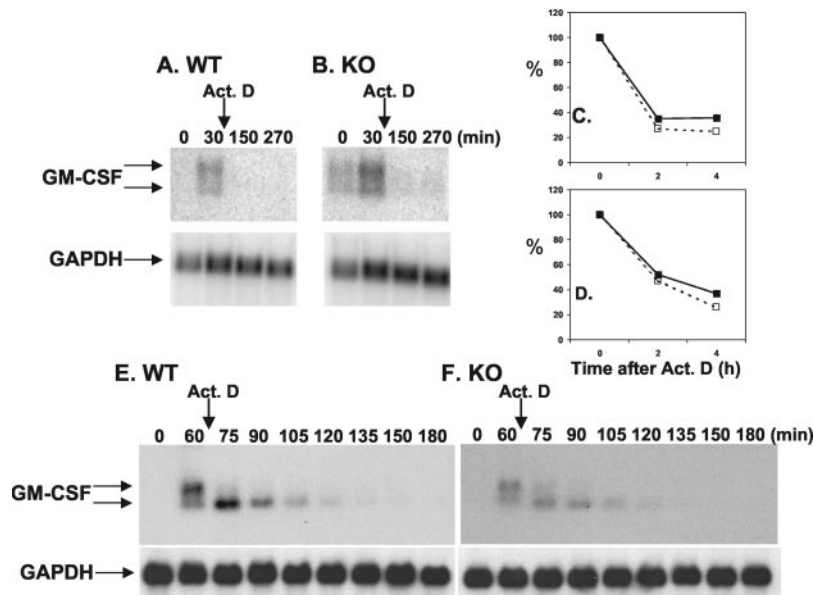 A. WT
B. KO
Act. D
Act. D
0 30 150 270
0 30 150 270 (min)
GM-CSF
GAPDH
120
100
80
60
40
20
0
%
C.
0 2 4
120
100
80
60
40
20
0
%
D.
0 2 4
Time after Act. D (h)
E. WT
F. KO
Act. D
Act. D
0 60 75 90 105 120 135 150 180
0 60 75 90 105 120 135 150 180 (min)
GM-CSF
GAPDH